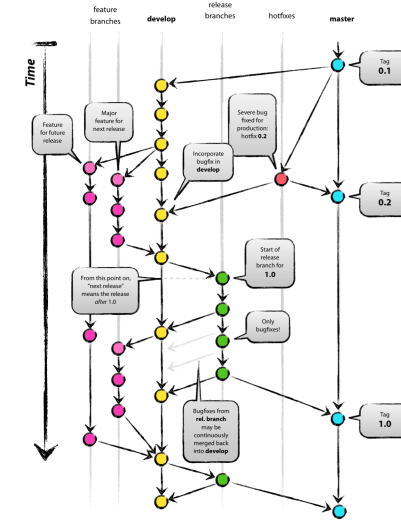 feature
branches
develop
release
branches
hotfixes
master
Time
Tag
0.1
Major
feature for
next release
Feature
for future
release
Severe bug
fixed for
production:
hotfix 0.2
Incorporate
bugfix in
develop
Tag
0.2
Start of
release
branch for
1.0
From this point on,
"next release"
means the release
after 1.0
Only
bugfixes!
Bugfixes from
rel. branch
may be
continuously
merged back
into develop
Tag
1.0